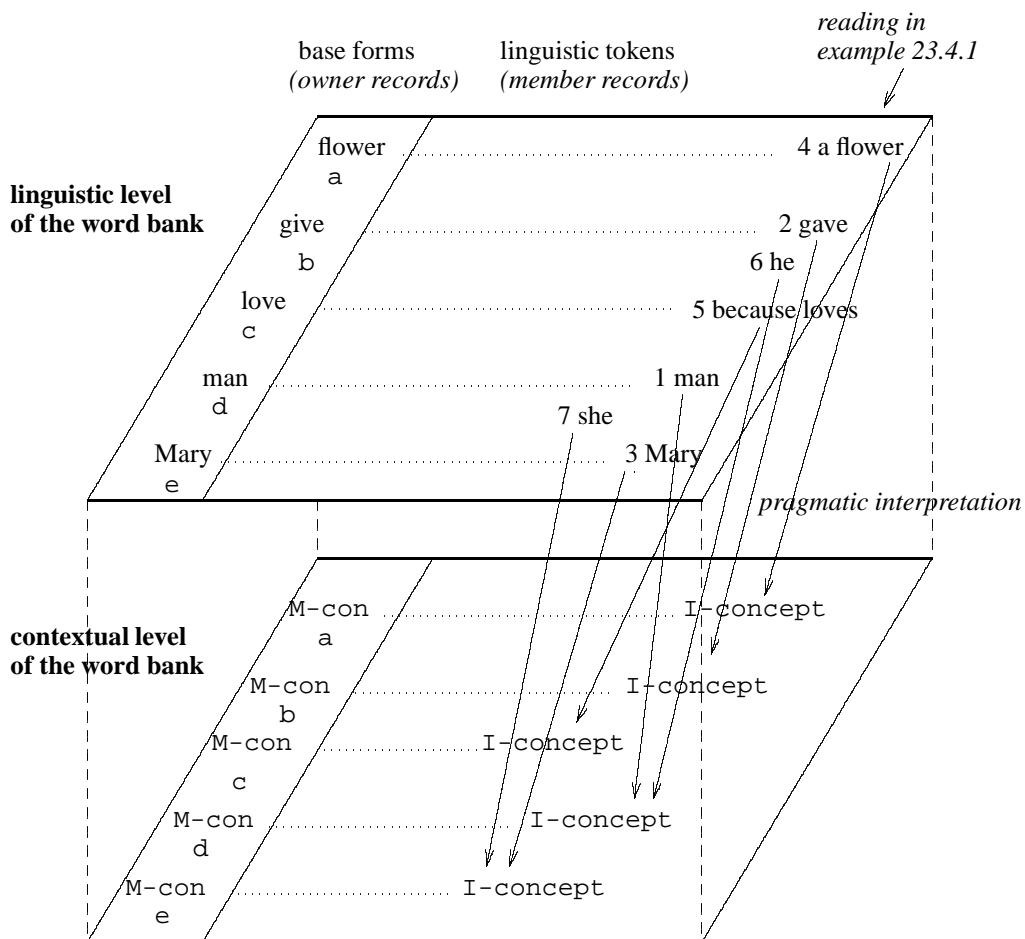 reading in
example 23.4.1
base forms linguistic tokens
(owner records) (member records)
flower 4 a flower
a
linguistic level
of the word bank
give 2 gave
b 6 he
love 5 because loves
c
man 1 man
d
7 she
Mary 3 Mary
e
pragmatic interpretation
M-con I-concept
a
contextual level
of the word bank
M-con I-concept
b
M-con I-concept
c
M-con I-concept
d
M-con I-concept
e